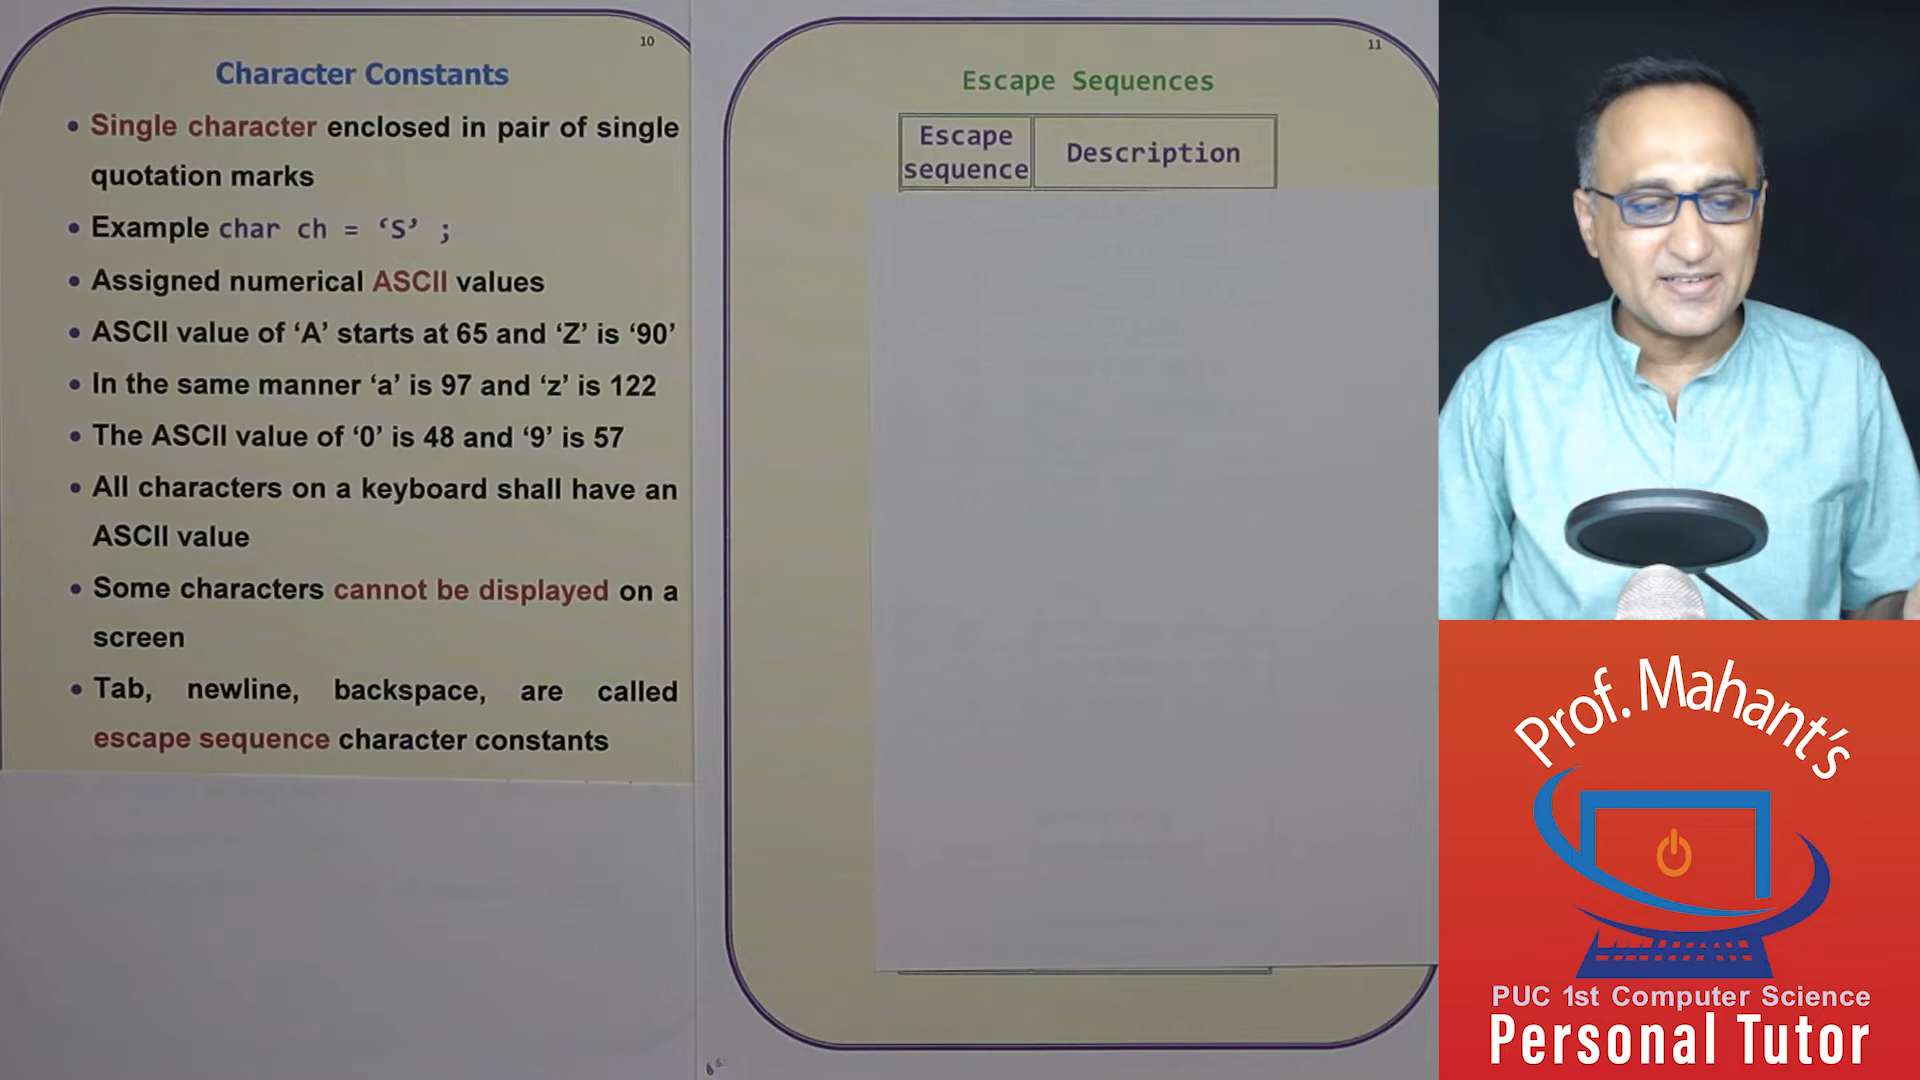 10
Character Constants
• Single character enclosed in pair of single
quotation marks
• Example char ch = ‘S’ ;
• Assigned numerical ASCII values
• ASCII value of ‘A’ starts at 65 and ‘Z’ is ‘90’
• In the same manner ‘a’ is 97 and ‘z’ is 122
• The ASCII value of ‘0’ is 48 and ‘9’ is 57
• All characters on a keyboard shall have an
ASCII value
• Some characters cannot be displayed on a
screen
• Tab, newline, backspace, are called
escape sequence character constants
11
Escape Sequences
Escape
sequence
Description
Prof. Mahant's
PUC 1st Computer Science
Personal Tutor